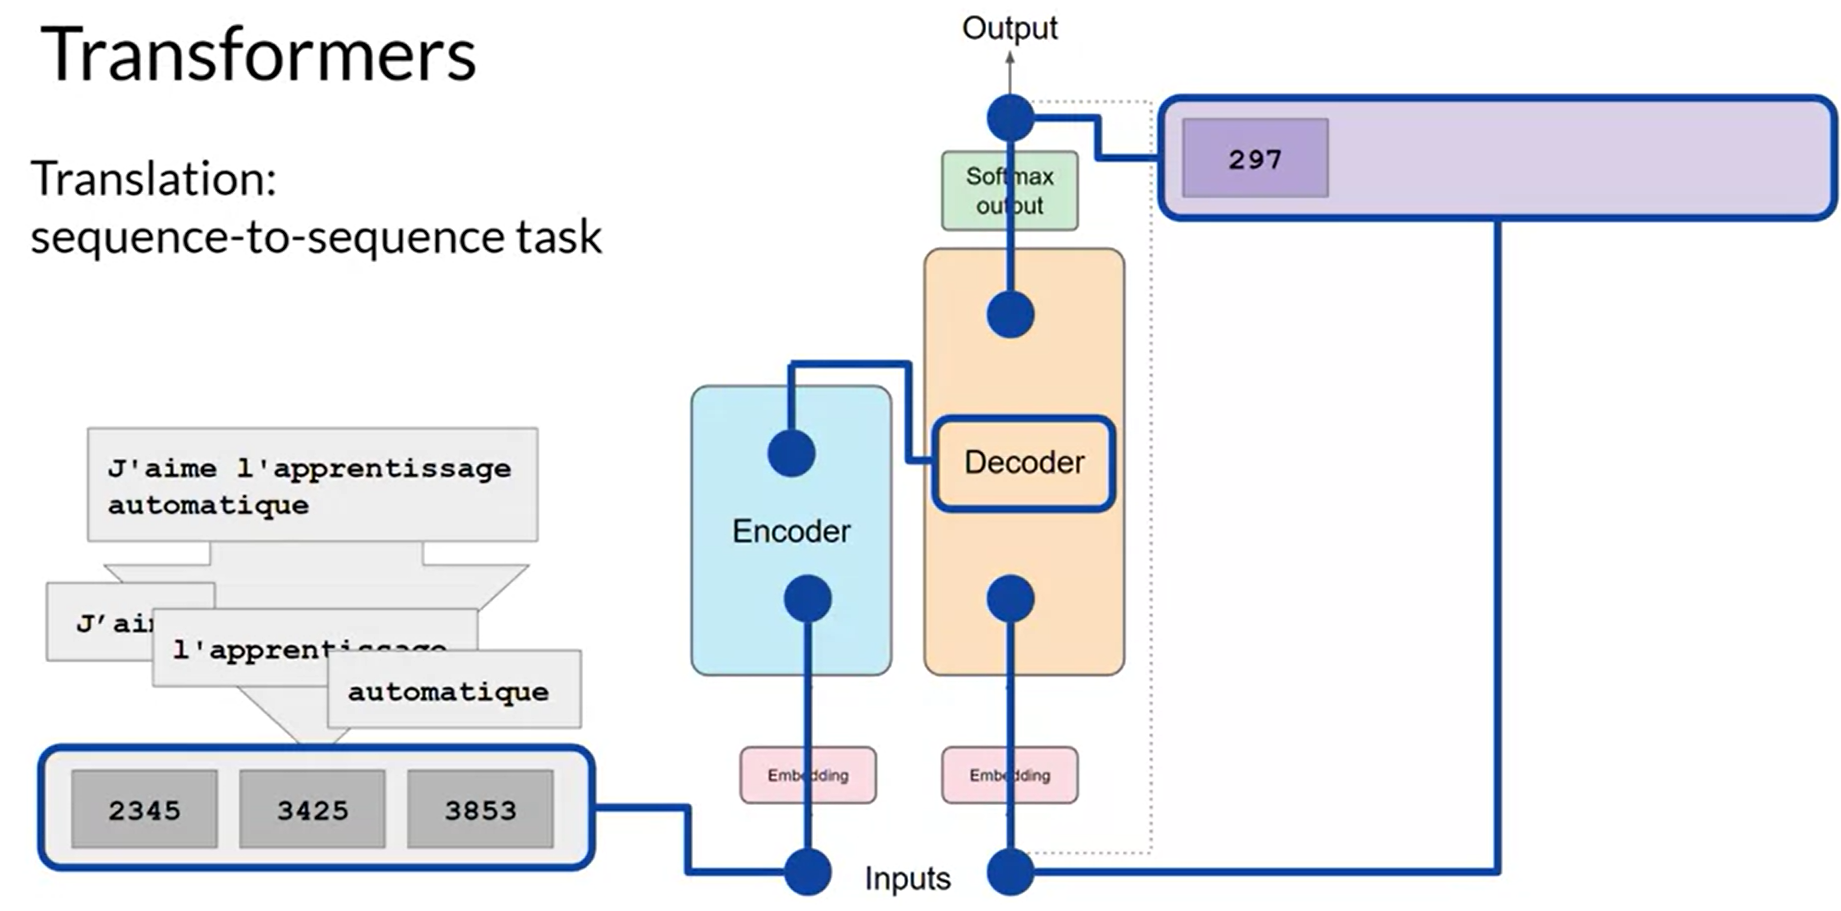 Transformers
Translation:
sequence-to-sequence task
Output
Softmax
output
297
Decoder
Encoder
J'aime l'apprentissage
automatique
automatique
Embedding
Embedding
2345
3425
3853
Inputs